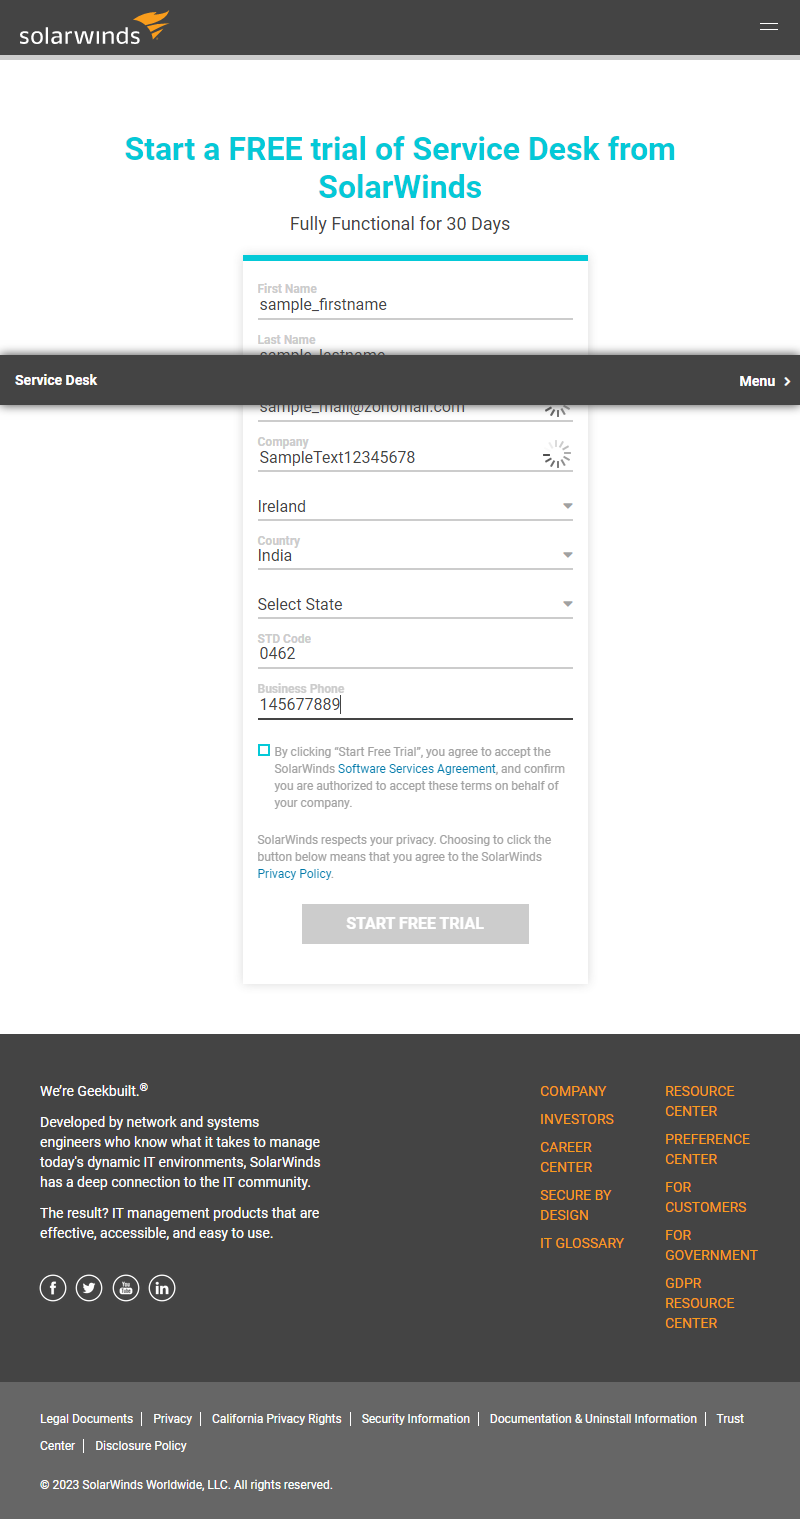 solarwinds
Start a FREE trial of Service Desk from
SolarWinds
Fully Functional for 30 Days
First Name
sample_firstname
Last Name
sample_lastname
Service Desk
Menu
sample_mail@zohomail.com
Company
SampleText12345678
Ireland
Country
India
Select State
STD Code
0462
Business Phone
145677889
By clicking “Start Free Trial”, you agree to accept the
SolarWinds Software Services Agreement, and confirm
you are authorized to accept these terms on behalf of
your company.
SolarWinds respects your privacy. Choosing to click the
button below means that you agree to the SolarWinds
Privacy Policy.
START FREE TRIAL
We’re Geekbuilt.®
Developed by network and systems
engineers who know what it takes to manage
today's dynamic IT environments, SolarWinds
has a deep connection to the IT community.
The result? IT management products that are
effective, accessible, and easy to use.
COMPANY
INVESTORS
CAREER
CENTER
SECURE BY
DESIGN
IT GLOSSARY
RESOURCE
CENTER
PREFERENCE
CENTER
FOR
CUSTOMERS
FOR
GOVERNMENT
GDPR
RESOURCE
CENTER
Legal Documents | Privacy | California Privacy Rights | Security Information | Documentation & Uninstall Information | Trust
Center | Disclosure Policy
© 2023 SolarWinds Worldwide, LLC. All rights reserved.